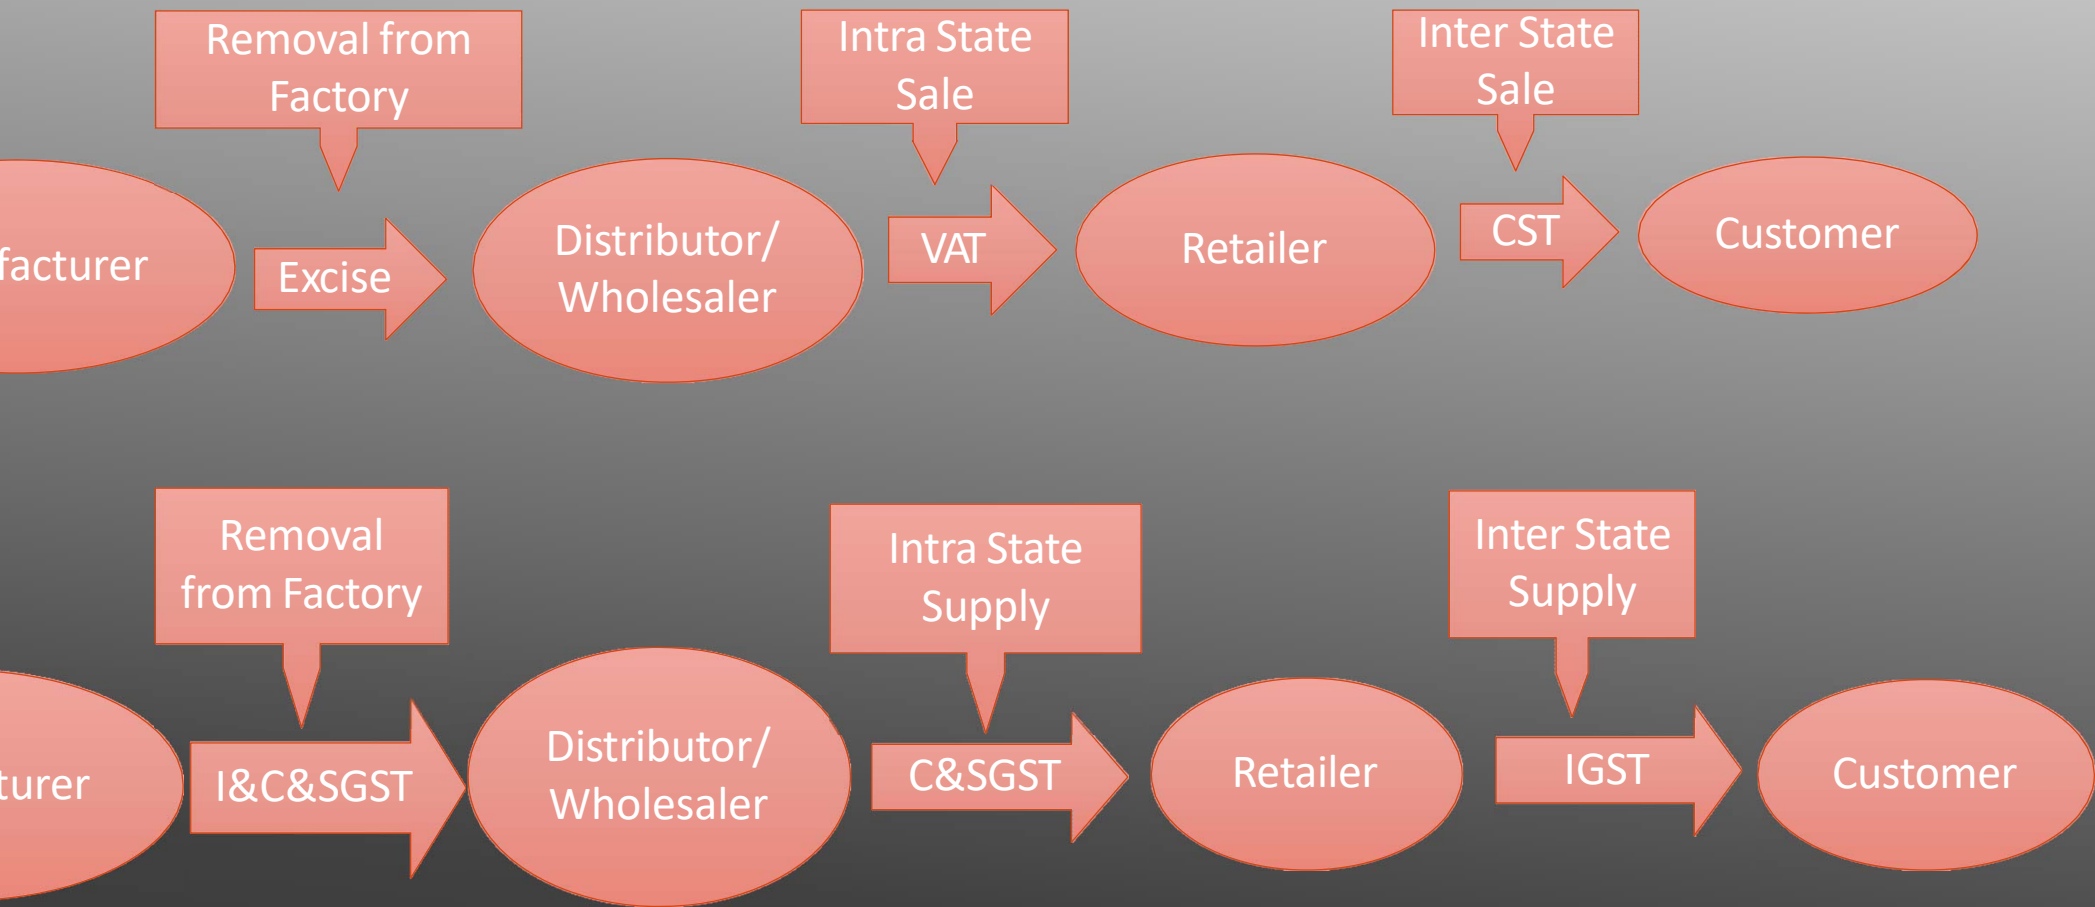 Removal from
Factory
Intra State
Sale
Inter State
Sale
facturer
Excise
Distributor/
Wholesaler
VAT
Retailer
CST
Customer
Removal
from Factory
Intra State
Supply
Inter State
Supply
turer
I&C&SGST
Distributor/
Wholesaler
C&SGST
Retailer
IGST
Customer